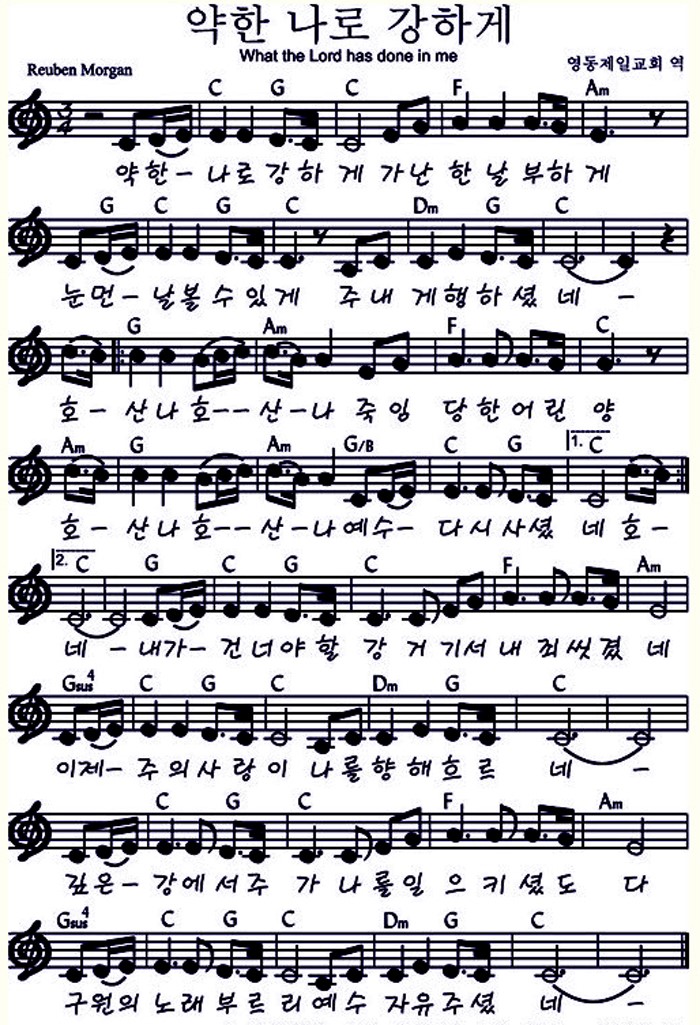 약한 나로 강하게
What the Lord has done in me
Reuben Morgan
영동제일교회 역
C G C F Am
3
4
약한- 나로 강하 게 가난 한 날 부하 게
G C G C Dm G C
눈먼- 날볼 수 있게 주내 게행하 셨 네 -
G Am F C
호- 산나 호-- 산-나 죽임 당한어린 양
Am G Am G/B C G 1. C
호- 산나 호-- 산-나예수- 다시사셨 네호-
2. C G C G C F Am
네 - 내가- 건너야 할 강 거 기서내 죄씻겼 네
Gsus4 C G C Dm G C
이제- 주의사랑이 나를향해흐르 네 -
C G C F Am
깊은- 강에서주 가 나를일 으키셨도 다
Gsus4 C G C Dm G C
구원의 노래부르 리예수 자유주셨 네 -